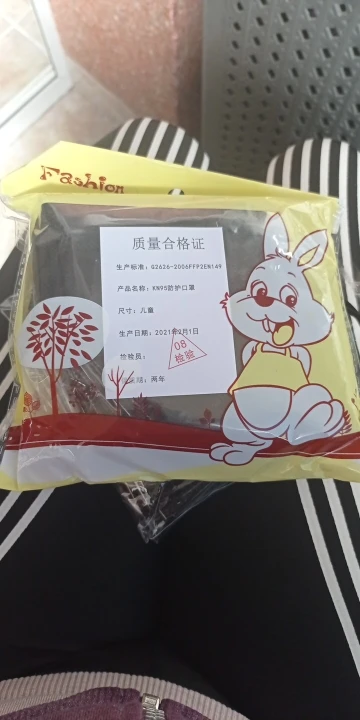 Fashion
质量合格证
生产标准：G2626-2006FFP2EN149
产品名称：KN95防护口罩
尺寸：儿童
生产日期：2021年2月1日
检验员：
08
检验
期：两年